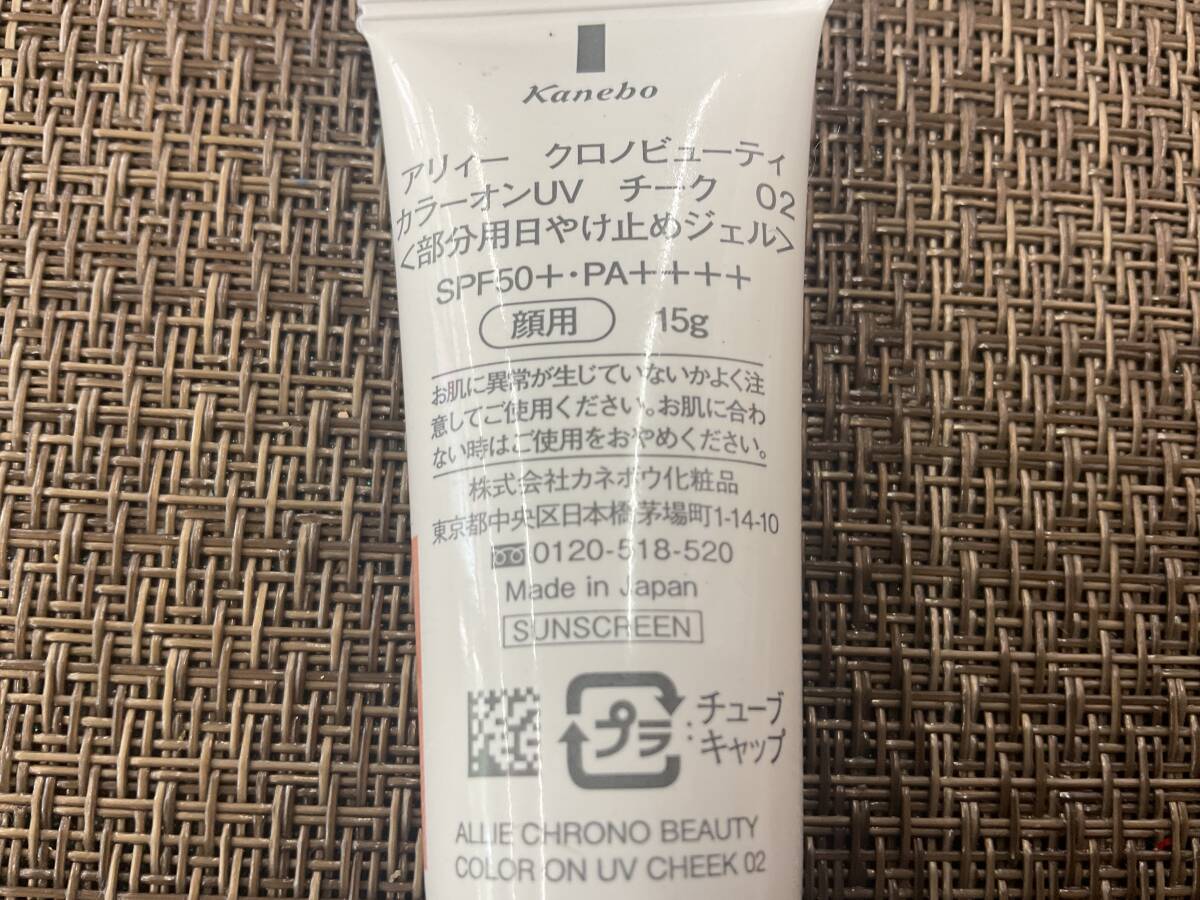 Kanebo
アリィー クロノビューティ
カラーオンUV チーク 02
〈部分用日やけ止めジェル〉
SPF50+・PA++++
顔用 15g
お肌に異常が生じていないかよく注
意してご使用ください。お肌に合わ
ない時はご使用をおやめください。
株式会社カネボウ化粧品
東京都中央区日本橋茅場町1-14-10
0120-518-520
Made in Japan
SUNSCREEN
プラ
:チューブ
キャップ
ALLIE CHRONO BEAUTY
COLOR ON UV CHEEK 02